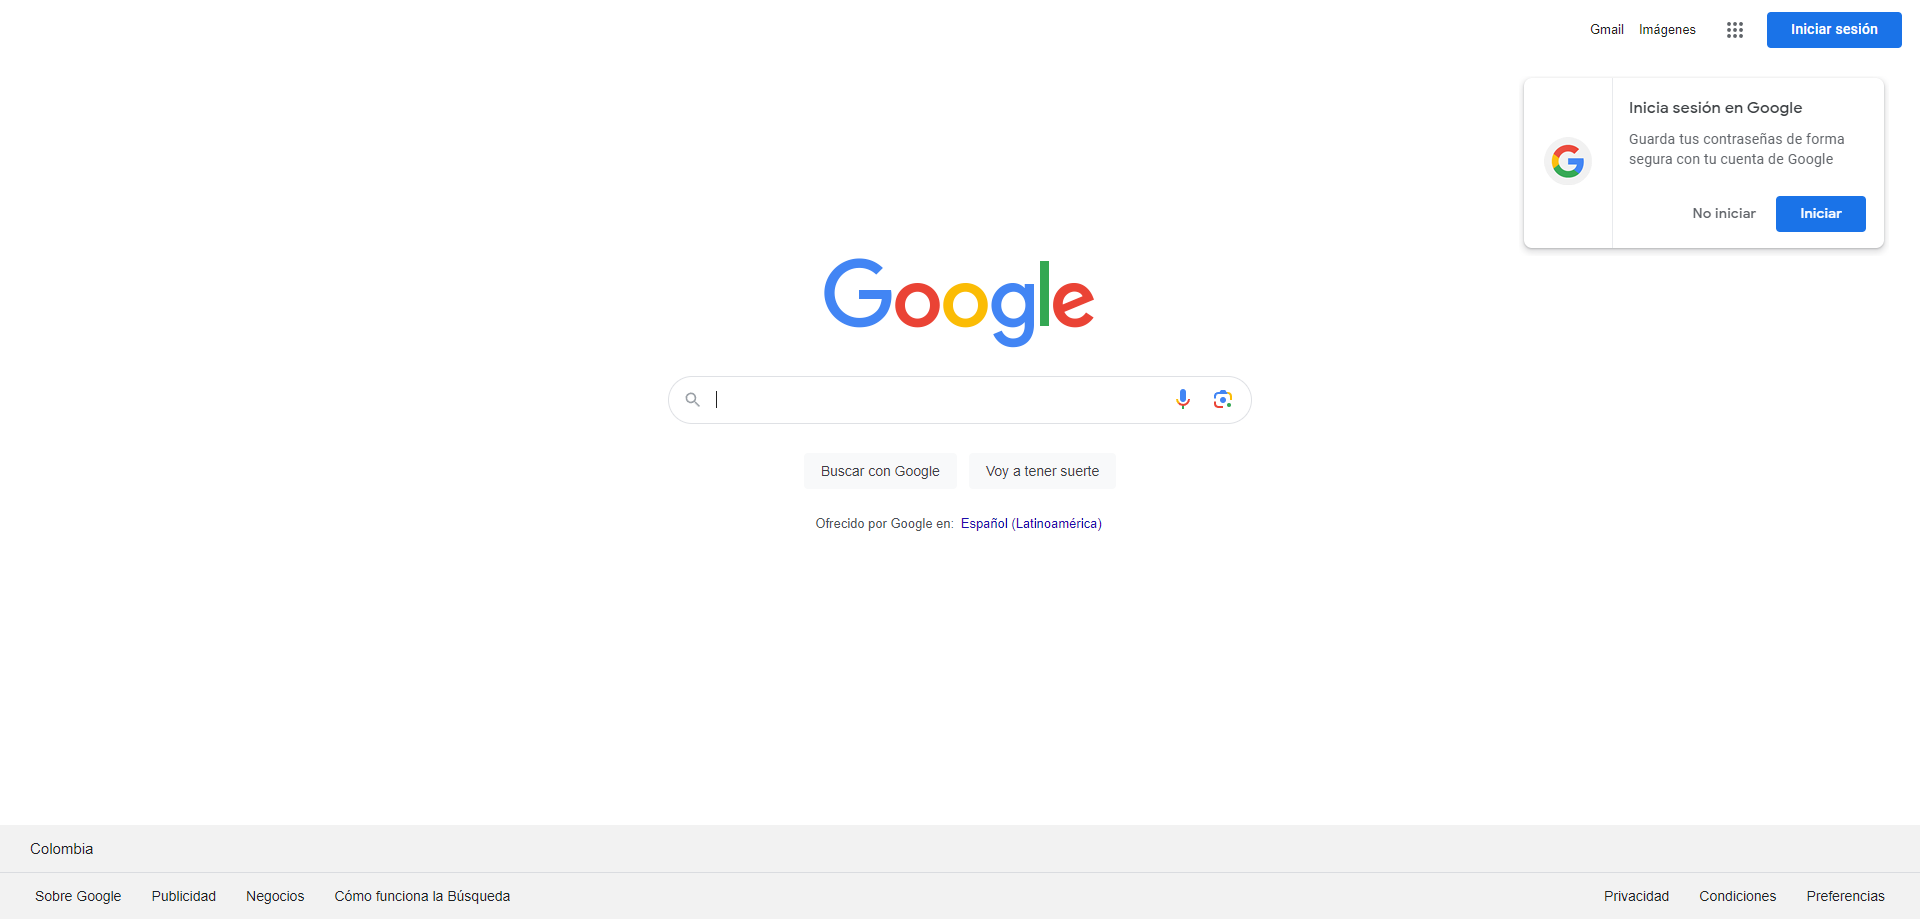 Gmail Imágenes Iniciar sesión
Inicia sesión en Google
Guarda tus contraseñas de forma
segura con tu cuenta de Google
No iniciar Iniciar
Google
Buscar con Google Voy a tener suerte
Ofrecido por Google en: Español (Latinoamérica)
Colombia
Sobre Google Publicidad Negocios Cómo funciona la Búsqueda Privacidad Condiciones Preferencias